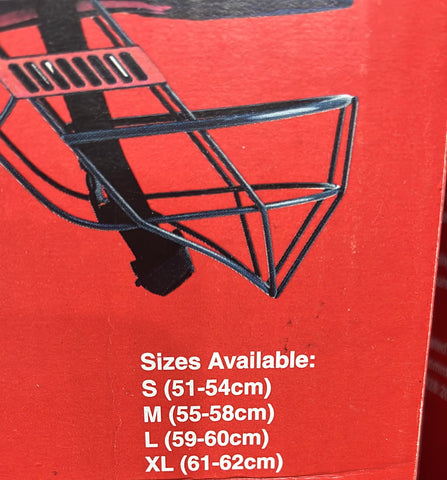 Sizes Available:
S (51-54cm)
M (55-58cm)
L (59-60cm)
XL (61-62cm)